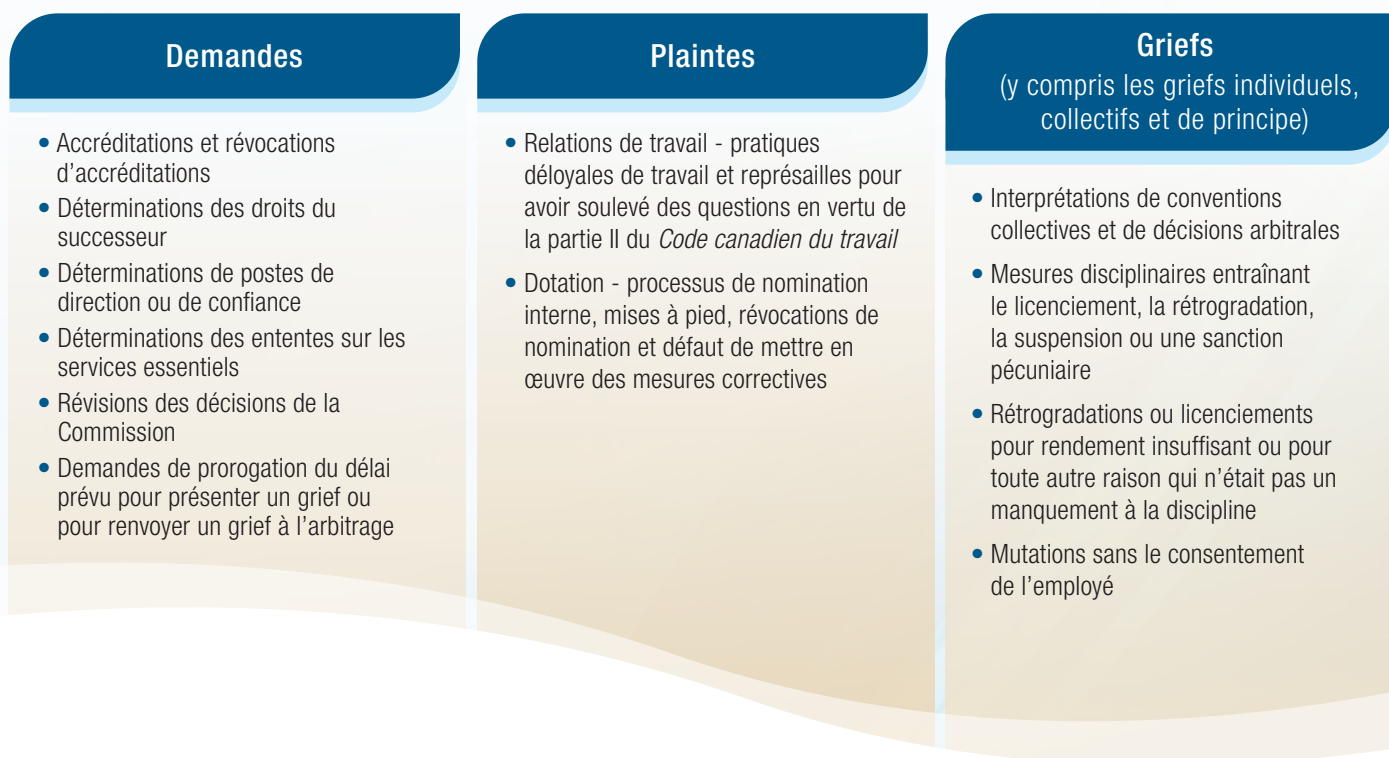 Demandes
• Accréditations et révocations
d’accréditations
• Déterminations des droits du
successeur
• Déterminations de postes de
direction ou de confiance
• Déterminations des ententes sur les
services essentiels
• Révisions des décisions de la
Commission
• Demandes de prorogation du délai
prévu pour présenter un grief ou
pour renvoyer un grief à l’arbitrage
Plaintes
• Relations de travail - pratiques
déloyales de travail et représailles pour
avoir soulevé des questions en vertu de
la partie II du Code canadien du travail
• Dotation - processus de nomination
interne, mises à pied, révocations de
nomination et défaut de mettre en
œuvre des mesures correctives
Griefs
(y compris les griefs individuels,
collectifs et de principe)
• Interprétations de conventions
collectives et de décisions arbitrales
• Mesures disciplinaires entraînant
le licenciement, la rétrogradation,
la suspension ou une sanction
pécuniaire
• Rétrogradations ou licenciements
pour rendement insuffisant ou pour
toute autre raison qui n’était pas un
manquement à la discipline
• Mutations sans le consentement
de l’employé